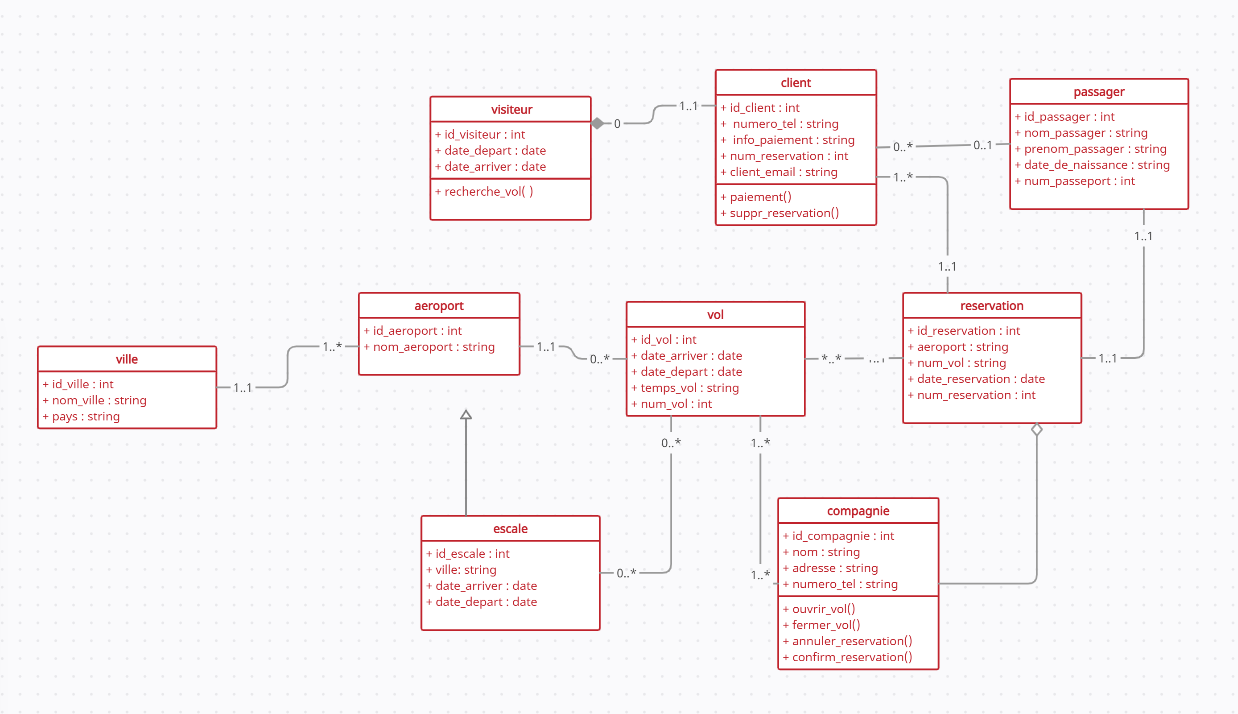 visiteur
+ id_visiteur : int
+ date_depart : date
+ date_arriver : date
+ recherche_vol( )
0
1..1
client
+ id_client : int
+ numero_tel : string
+ info_paiement : string
+ num_reservation : int
+ client_email : string
+ paiement()
+ suppr_reservation()
0..*
0..1
1..*
1..1
passager
+ id_passager : int
+ nom_passager : string
+ prenom_passager : string
+ date_de_naissance : string
+ num_passeport : int
1..1
1..1
ville
+ id_ville : int
+ nom_ville : string
+ pays : string
1..1
1..*
aeroport
+ id_aeroport : int
+ nom_aeroport : string
1..1
0..*
vol
+ id_vol : int
+ date_arriver : date
+ date_depart : date
+ temps_vol : string
+ num_vol : int
*..*
reservation
+ id_reservation : int
+ aeroport : string
+ num_vol : string
+ date_reservation : date
+ num_reservation : int
0..*
0..*
1..*
1..*
escale
+ id_escale : int
+ ville: string
+ date_arriver : date
+ date_depart : date
compagnie
+ id_compagnie : int
+ nom : string
+ adresse : string
+ numero_tel : string
+ ouvrir_vol()
+ fermer_vol()
+ annuler_reservation()
+ confirm_reservation()